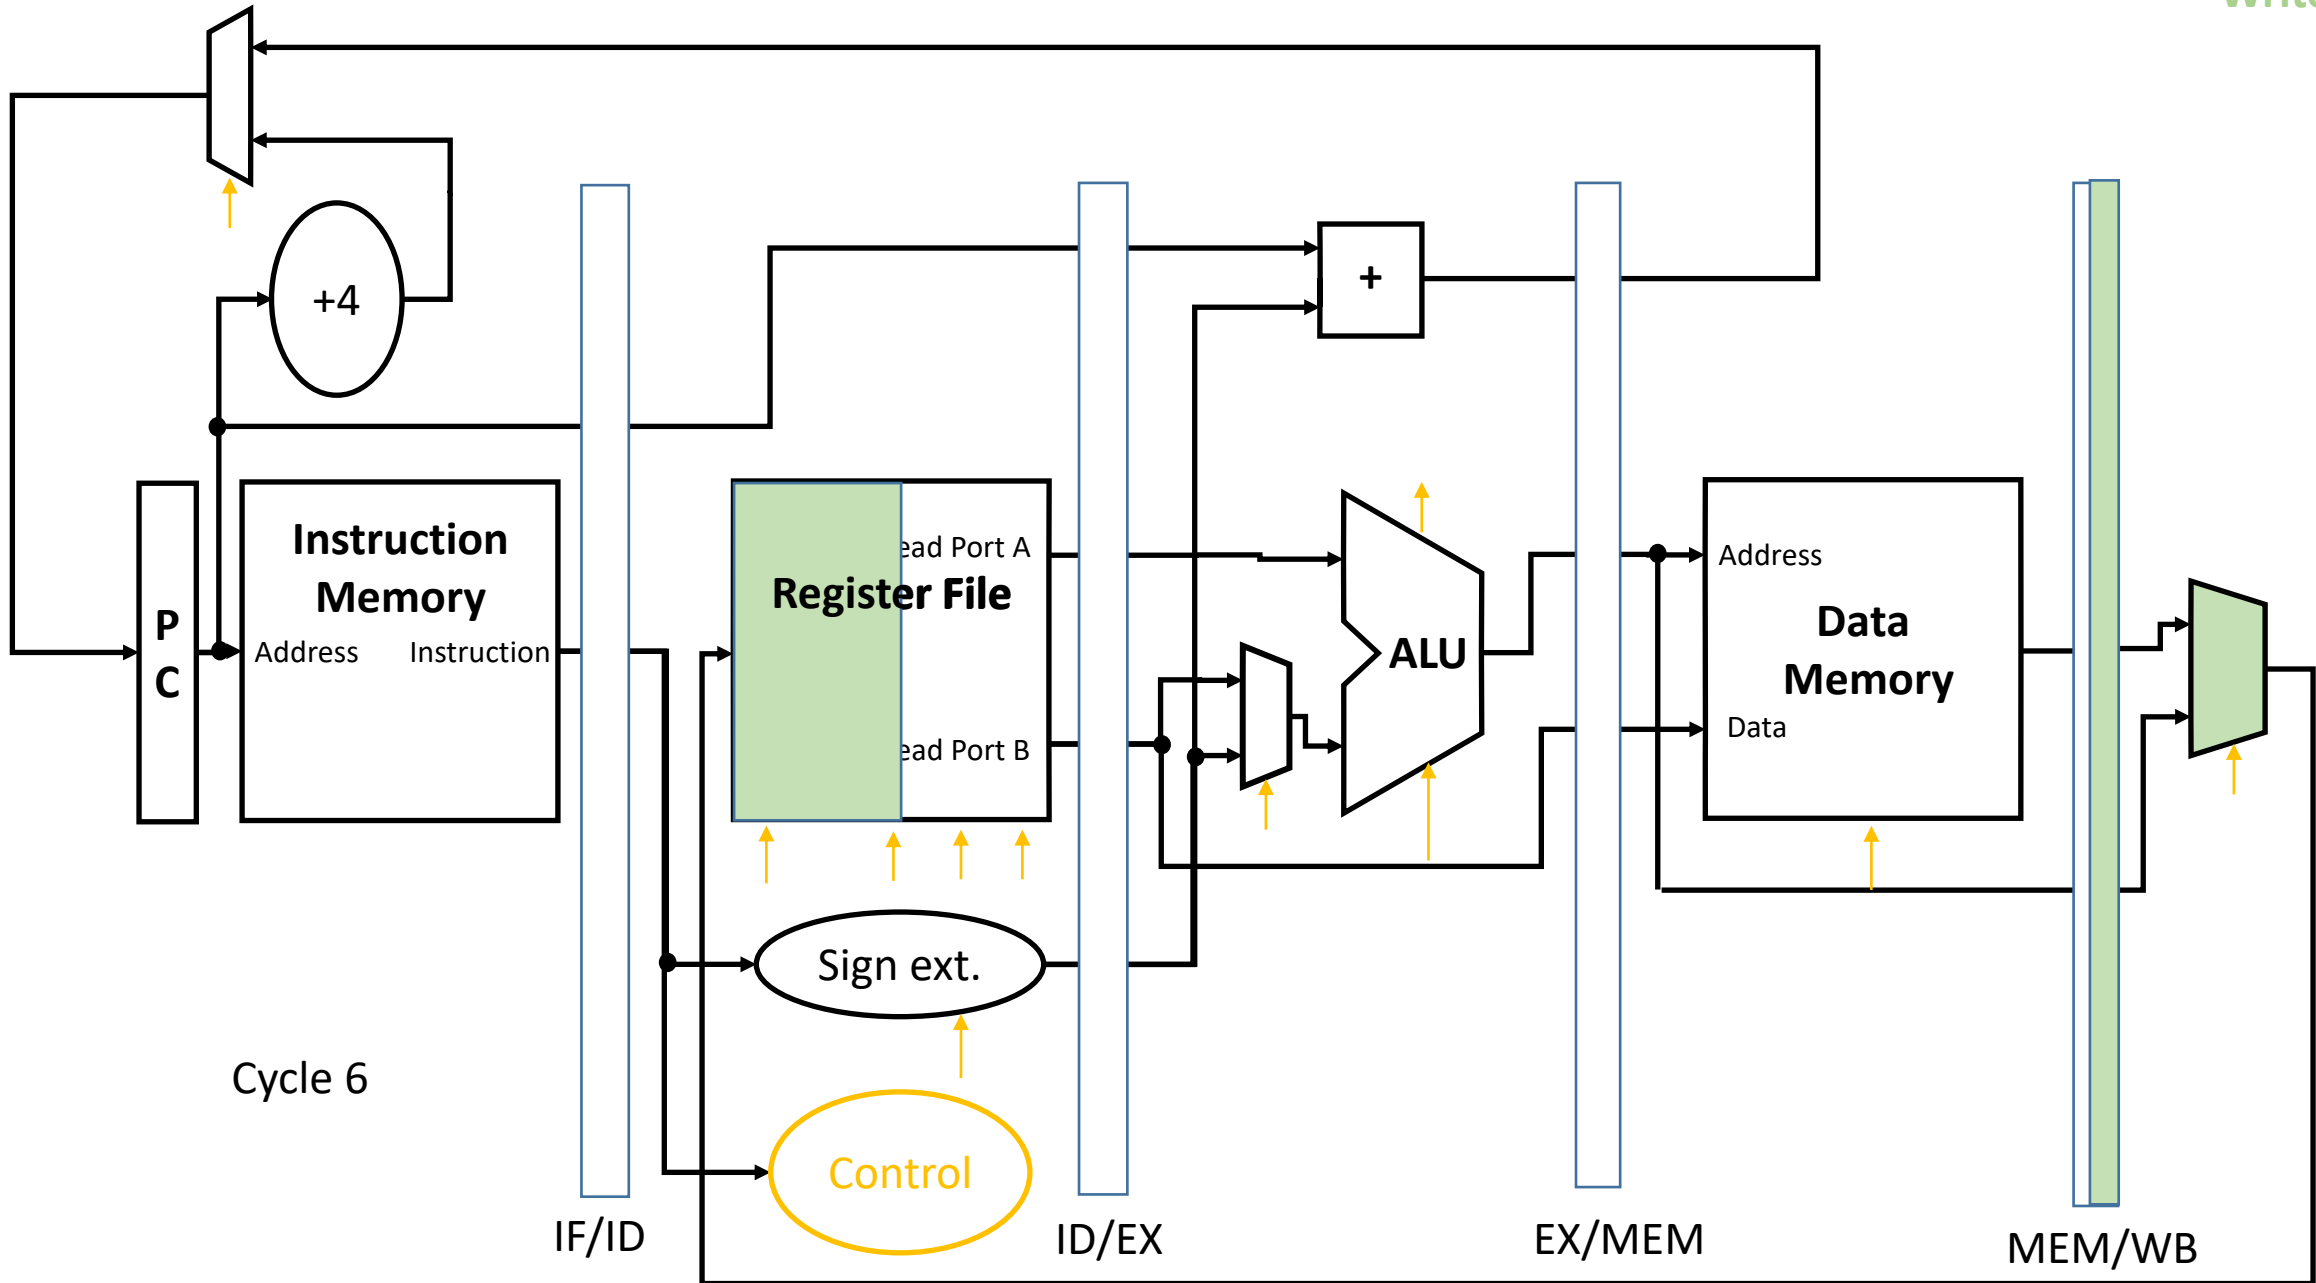 +4
+
P
C
Instruction
Memory
Address
Instruction
ead Port A
Register File
ead Port B
ALU
Address
Data
Memory
Data
Sign ext.
Cycle 6
Control
IF/ID
ID/EX
EX/MEM
MEM/WB